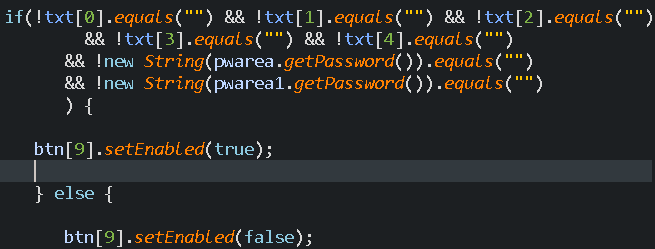 if(!txt[0].equals("") && !txt[1].equals("") && !txt[2].equals("")
&& !txt[3].equals("") && !txt[4].equals("")
&& !new String(pwarea.getPassword()).equals("")
&& !new String(pwarea1.getPassword()).equals("")
) {
btn[9].setEnabled(true);
} else {
btn[9].setEnabled(false);